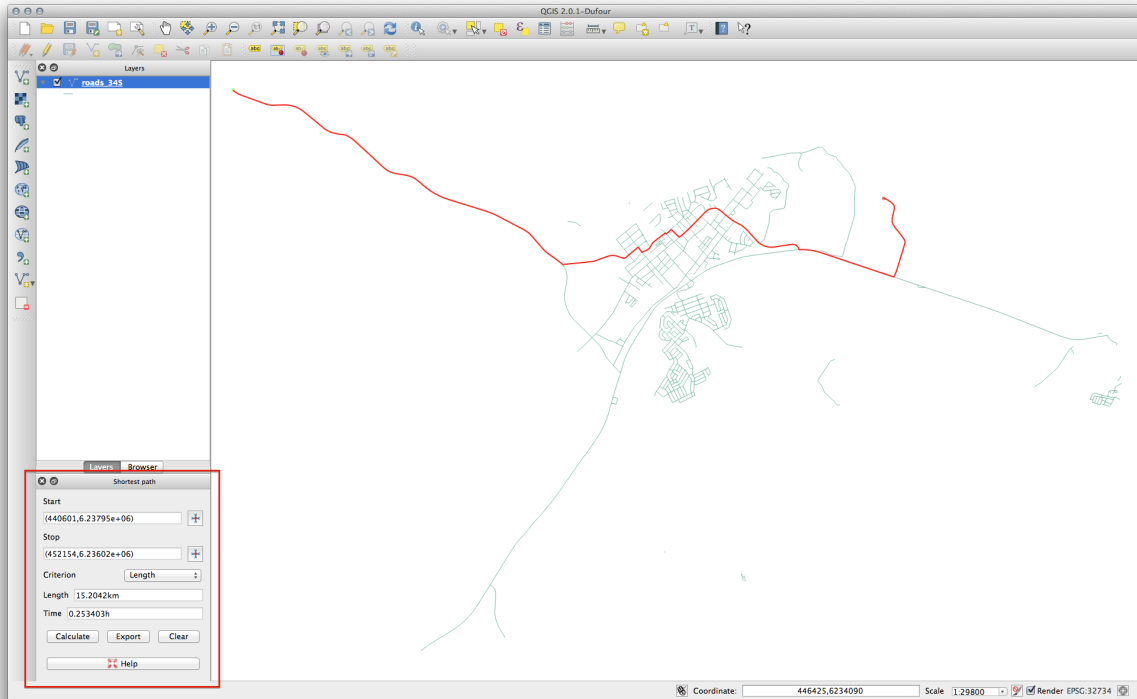 QGIS 2.0.1-Dufour
Layers
roads_345
Layers Browser
Shortest path
Start
(440601,6.23795e+06)
Stop
(452154,6.23602e+06)
Criterion Length
Length 15.2042km
Time 0.253403h
Calculate Export Clear
Help
Coordinate: 446425,6234090 Scale 1:29800 Render EPSG:32734